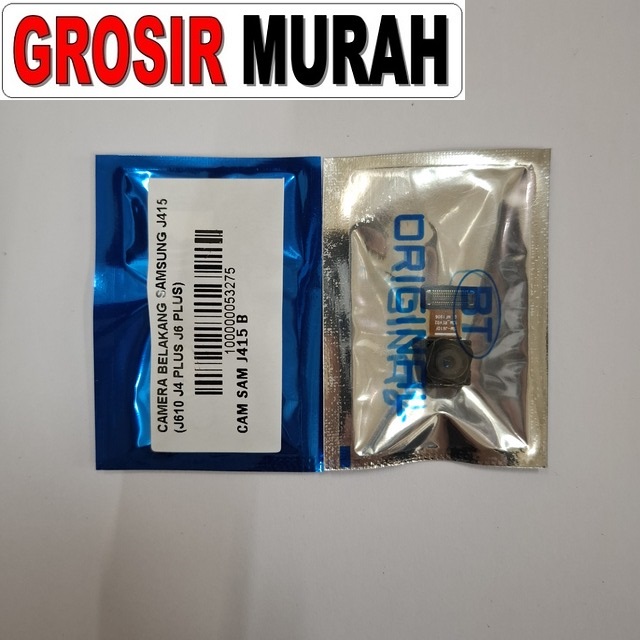 GROSIR MURAH
CAMERA BELAKANG SAMSUNG J415
(J610 J4 PLUS J6 PLUS)
100000053275
CAM SAM J415 B
ORIGINAL
BT